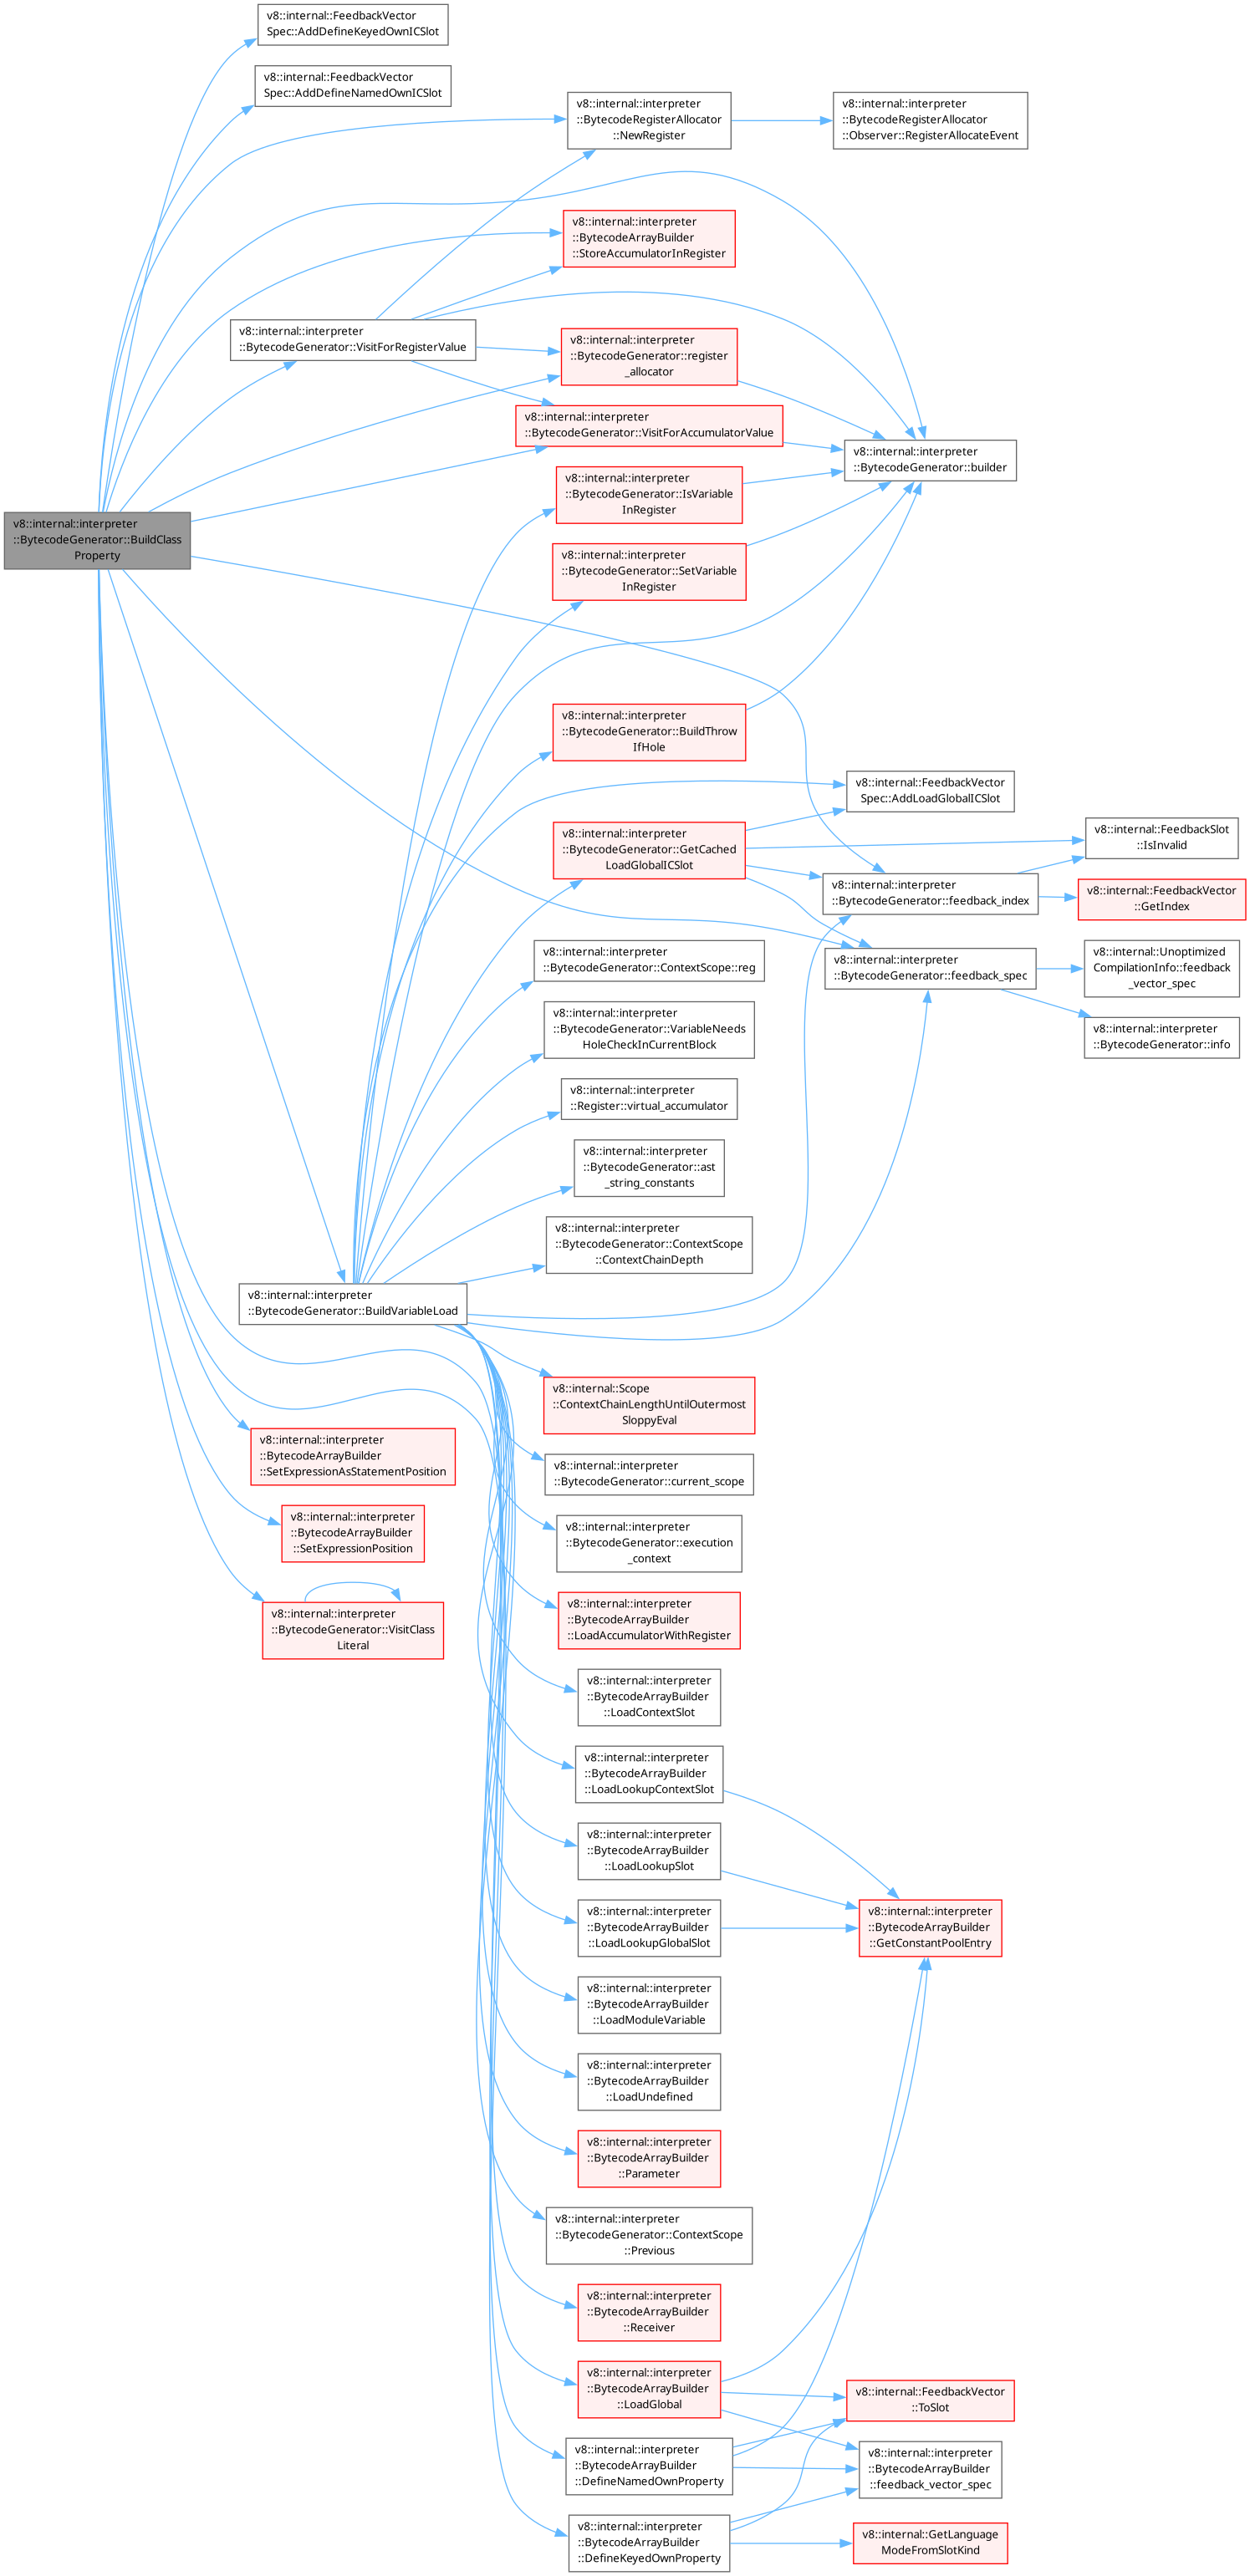 v8::internal::FeedbackVector
Spec::AddDefineKeyedOwnICSlot
v8::internal::FeedbackVector
Spec::AddDefineNamedOwnICSlot
v8::internal::interpreter
::BytecodeRegisterAllocator
::NewRegister
v8::internal::interpreter
::BytecodeRegisterAllocator
::Observer::RegisterAllocateEvent
v8::internal::interpreter
::BytecodeArrayBuilder
::StoreAccumulatorInRegister
v8::internal::interpreter
::BytecodeGenerator::VisitForRegisterValue
v8::internal::interpreter
::BytecodeGenerator::register
_allocator
v8::internal::interpreter
::BytecodeGenerator::VisitForAccumulatorValue
v8::internal::interpreter
::BytecodeGenerator::builder
v8::internal::interpreter
::BytecodeGenerator::IsVariable
InRegister
v8::internal::interpreter
::BytecodeGenerator::BuildClass
Property
v8::internal::interpreter
::BytecodeGenerator::SetVariable
InRegister
v8::internal::interpreter
::BytecodeGenerator::BuildThrow
IfHole
v8::internal::FeedbackVector
Spec::AddLoadGlobalICSlot
v8::internal::interpreter
::BytecodeGenerator::GetCached
LoadGlobalICSlot
v8::internal::FeedbackSlot
::IsInvalid
v8::internal::interpreter
::BytecodeGenerator::feedback_index
v8::internal::FeedbackVector
::GetIndex
v8::internal::interpreter
::BytecodeGenerator::ContextScope::reg
v8::internal::interpreter
::BytecodeGenerator::feedback_spec
v8::internal::Unoptimized
CompilationInfo::feedback
_vector_spec
v8::internal::interpreter
::BytecodeGenerator::VariableNeeds
HoleCheckInCurrentBlock
v8::internal::interpreter
::BytecodeGenerator::info
v8::internal::interpreter
::Register::virtual_accumulator
v8::internal::interpreter
::BytecodeGenerator::ast
_string_constants
v8::internal::interpreter
::BytecodeGenerator::ContextScope
::ContextChainDepth
v8::internal::interpreter
::BytecodeGenerator::BuildVariableLoad
v8::internal::Scope
::ContextChainLengthUntilOutermost
SloppyEval
v8::internal::interpreter
::BytecodeArrayBuilder
::SetExpressionAsStatementPosition
v8::internal::interpreter
::BytecodeGenerator::current_scope
v8::internal::interpreter
::BytecodeArrayBuilder
::SetExpressionPosition
v8::internal::interpreter
::BytecodeGenerator::execution
_context
v8::internal::interpreter
::BytecodeGenerator::VisitClass
Literal
v8::internal::interpreter
::BytecodeArrayBuilder
::LoadAccumulatorWithRegister
v8::internal::interpreter
::BytecodeArrayBuilder
::LoadContextSlot
v8::internal::interpreter
::BytecodeArrayBuilder
::LoadLookupContextSlot
v8::internal::interpreter
::BytecodeArrayBuilder
::LoadLookupSlot
v8::internal::interpreter
::BytecodeArrayBuilder
::LoadLookupGlobalSlot
v8::internal::interpreter
::BytecodeArrayBuilder
::GetConstantPoolEntry
v8::internal::interpreter
::BytecodeArrayBuilder
::LoadModuleVariable
v8::internal::interpreter
::BytecodeArrayBuilder
::LoadUndefined
v8::internal::interpreter
::BytecodeArrayBuilder
::Parameter
v8::internal::interpreter
::BytecodeGenerator::ContextScope
::Previous
v8::internal::interpreter
::BytecodeArrayBuilder
::Receiver
v8::internal::interpreter
::BytecodeArrayBuilder
::LoadGlobal
v8::internal::FeedbackVector
::ToSlot
v8::internal::interpreter
::BytecodeArrayBuilder
::DefineNamedOwnProperty
v8::internal::interpreter
::BytecodeArrayBuilder
::feedback_vector_spec
v8::internal::interpreter
::BytecodeArrayBuilder
::DefineKeyedOwnProperty
v8::internal::GetLanguage
ModeFromSlotKind